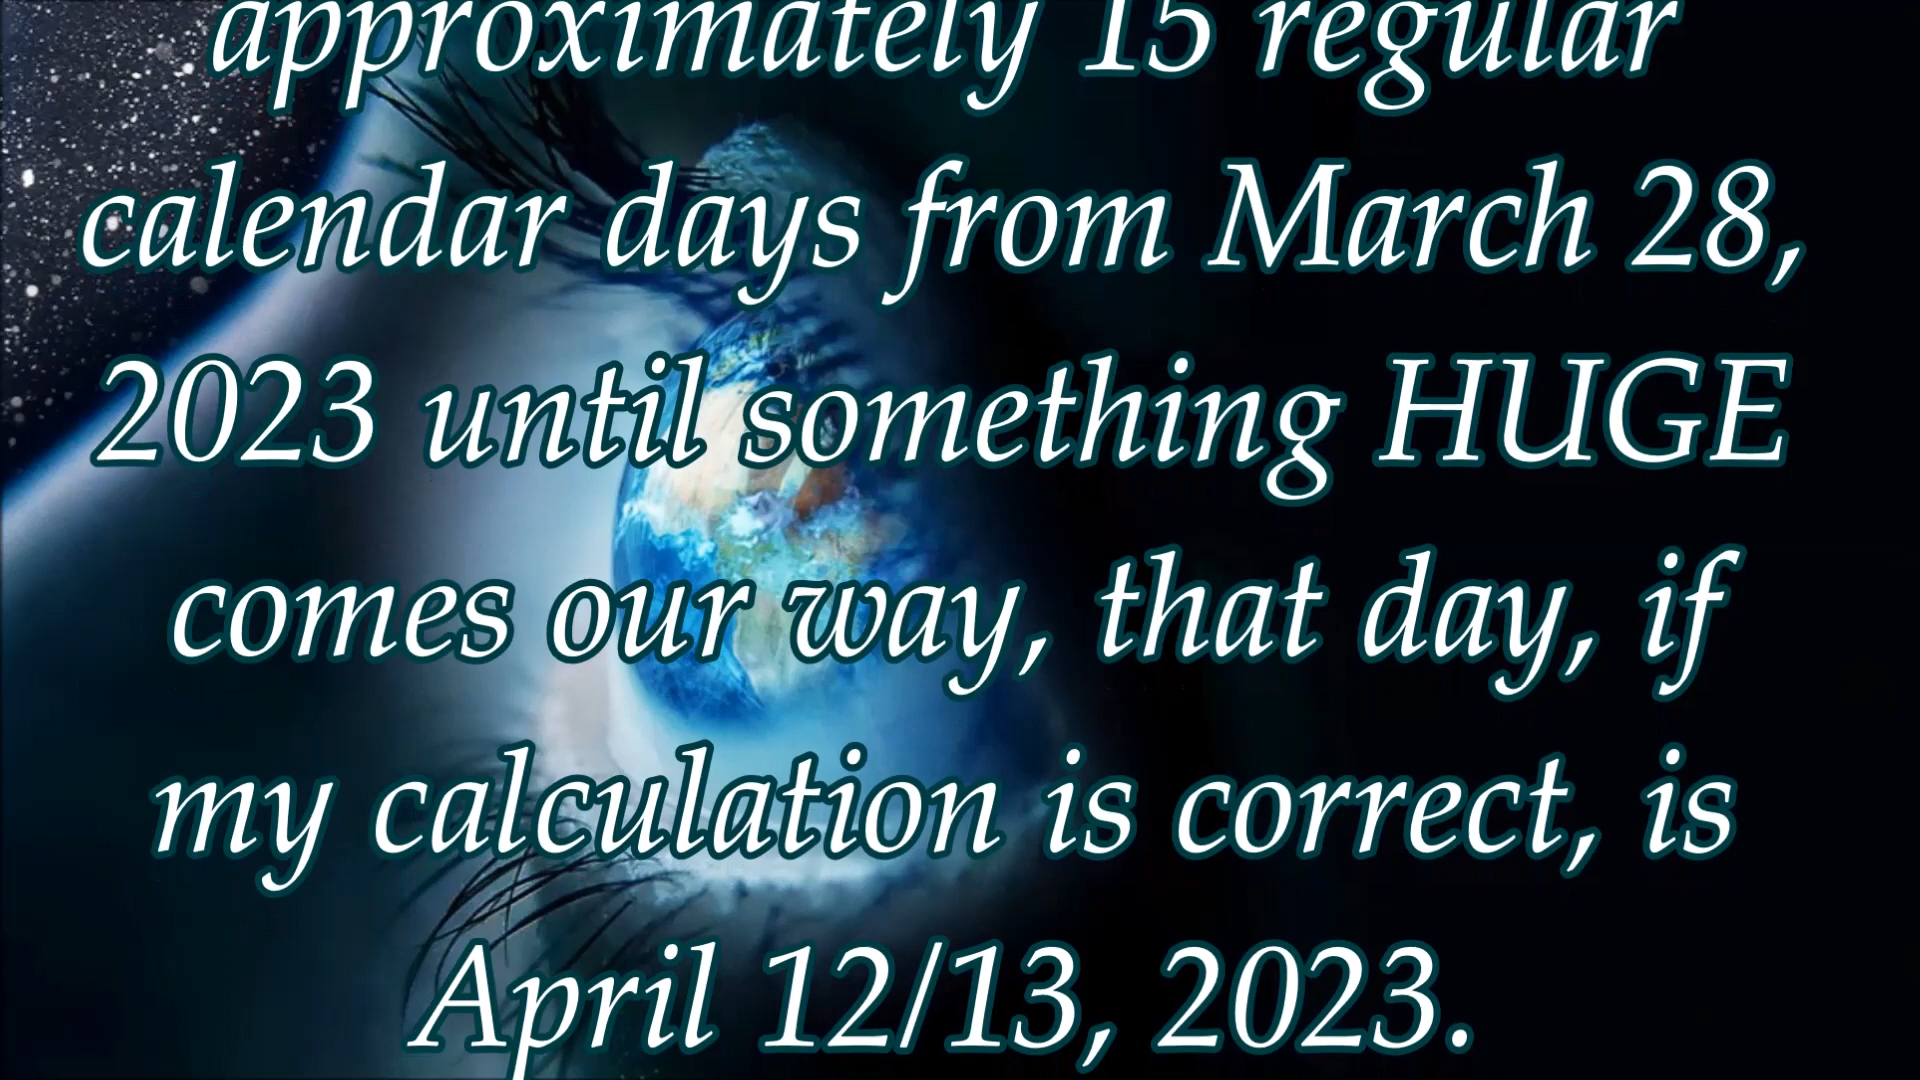 approximately 15 regular
calendar days from March 28,
2023 until something HUGE
comes our way, that day, if
my calculation is correct, is
April 12/13, 2023.